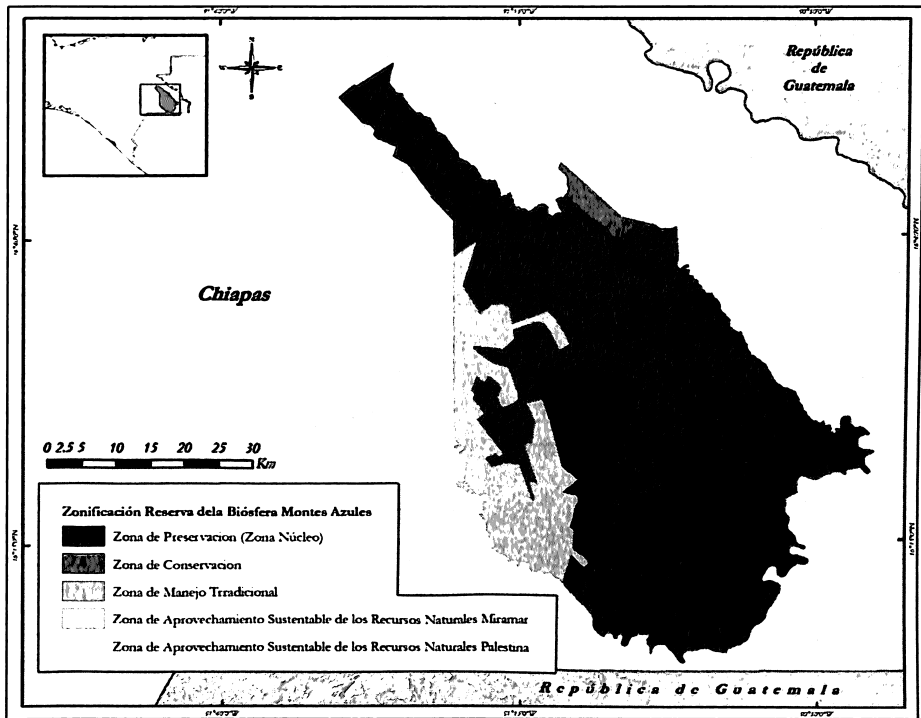 República
de
Guatemala
Chiapas
0 2.5 5 10 15 20 25 30
Km
Zonificación Reserva dela Biósfera Montes Azules
Zona de Preservacion (Zona Núcleo)
Zona de Conservacion
Zona de Manejo Trradicional
Zona de Aprovechamiento Sustentable de los Recursos Naturales Miramar
Zona de Aprovechamiento Sustentable de los Recursos Naturales Palestina
República de Guatemala